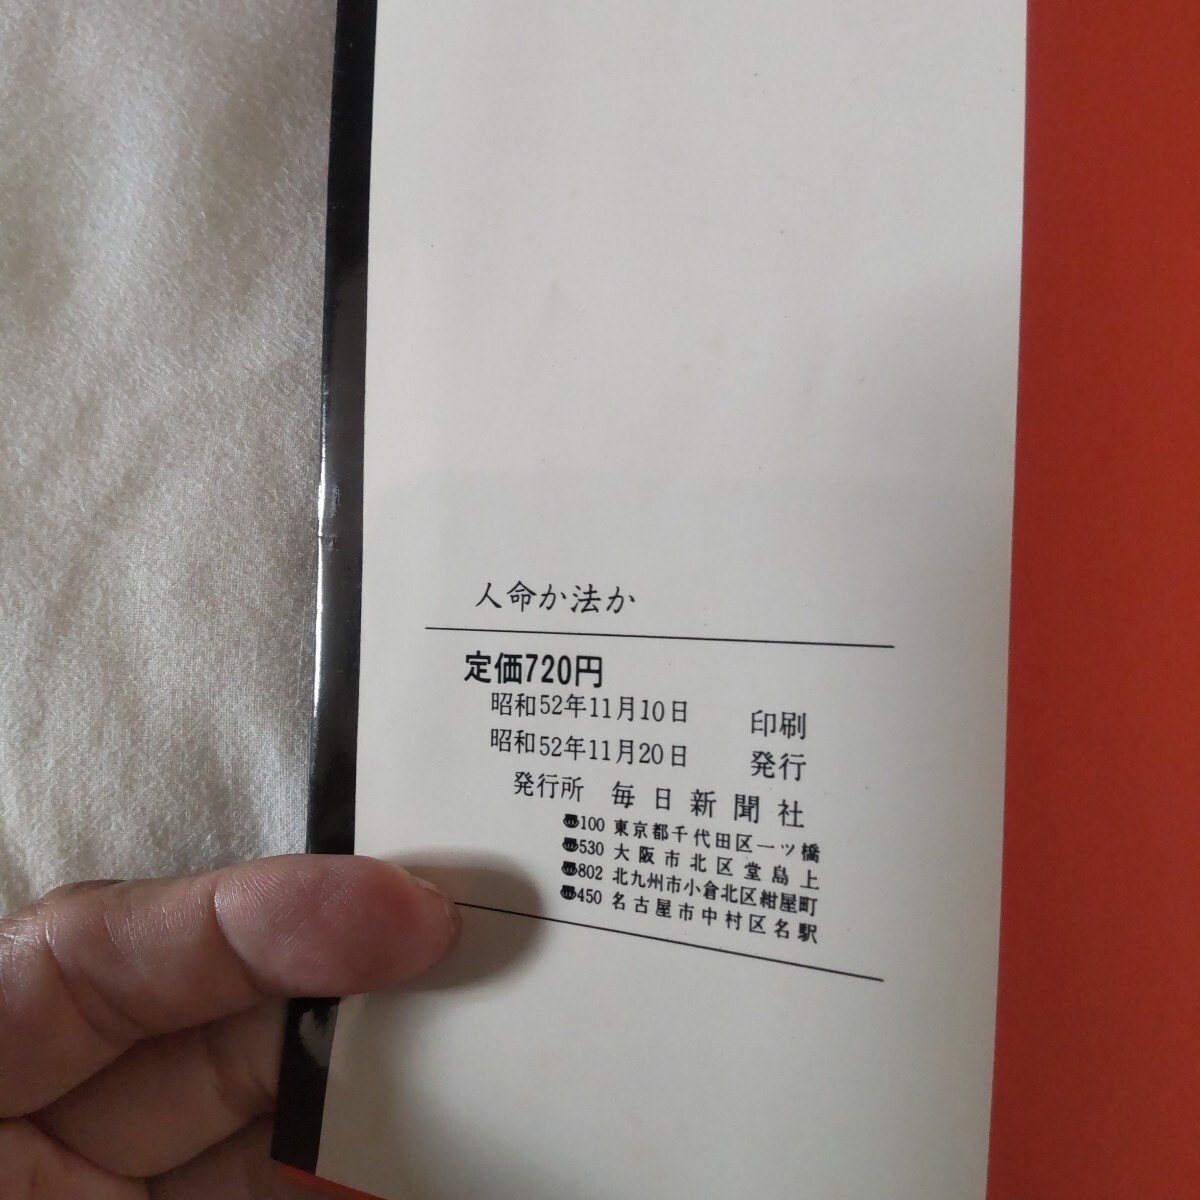 人命か法か
定価720円
昭和52年11月10日 印刷
昭和52年11月20日 発行
発行所 毎日新聞社
〠100 東京都千代田区一ツ橋
〠530 大阪市北区堂島上
〠802 北九州市小倉北区紺屋町
〠450 名古屋市中村区名駅